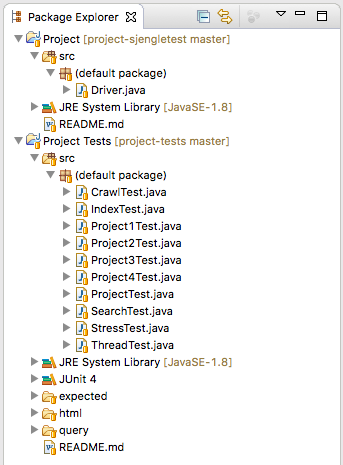 Package Explorer
Project [project-sjengletest master]
src
(default package)
Driver.java
JRE System Library [JavaSE-1.8]
README.md
Project Tests [project-tests master]
src
(default package)
CrawlTest.java
IndexTest.java
Project1Test.java
Project2Test.java
Project3Test.java
Project4Test.java
ProjectTest.java
SearchTest.java
StressTest.java
ThreadTest.java
JRE System Library [JavaSE-1.8]
JUnit 4
expected
html
query
README.md